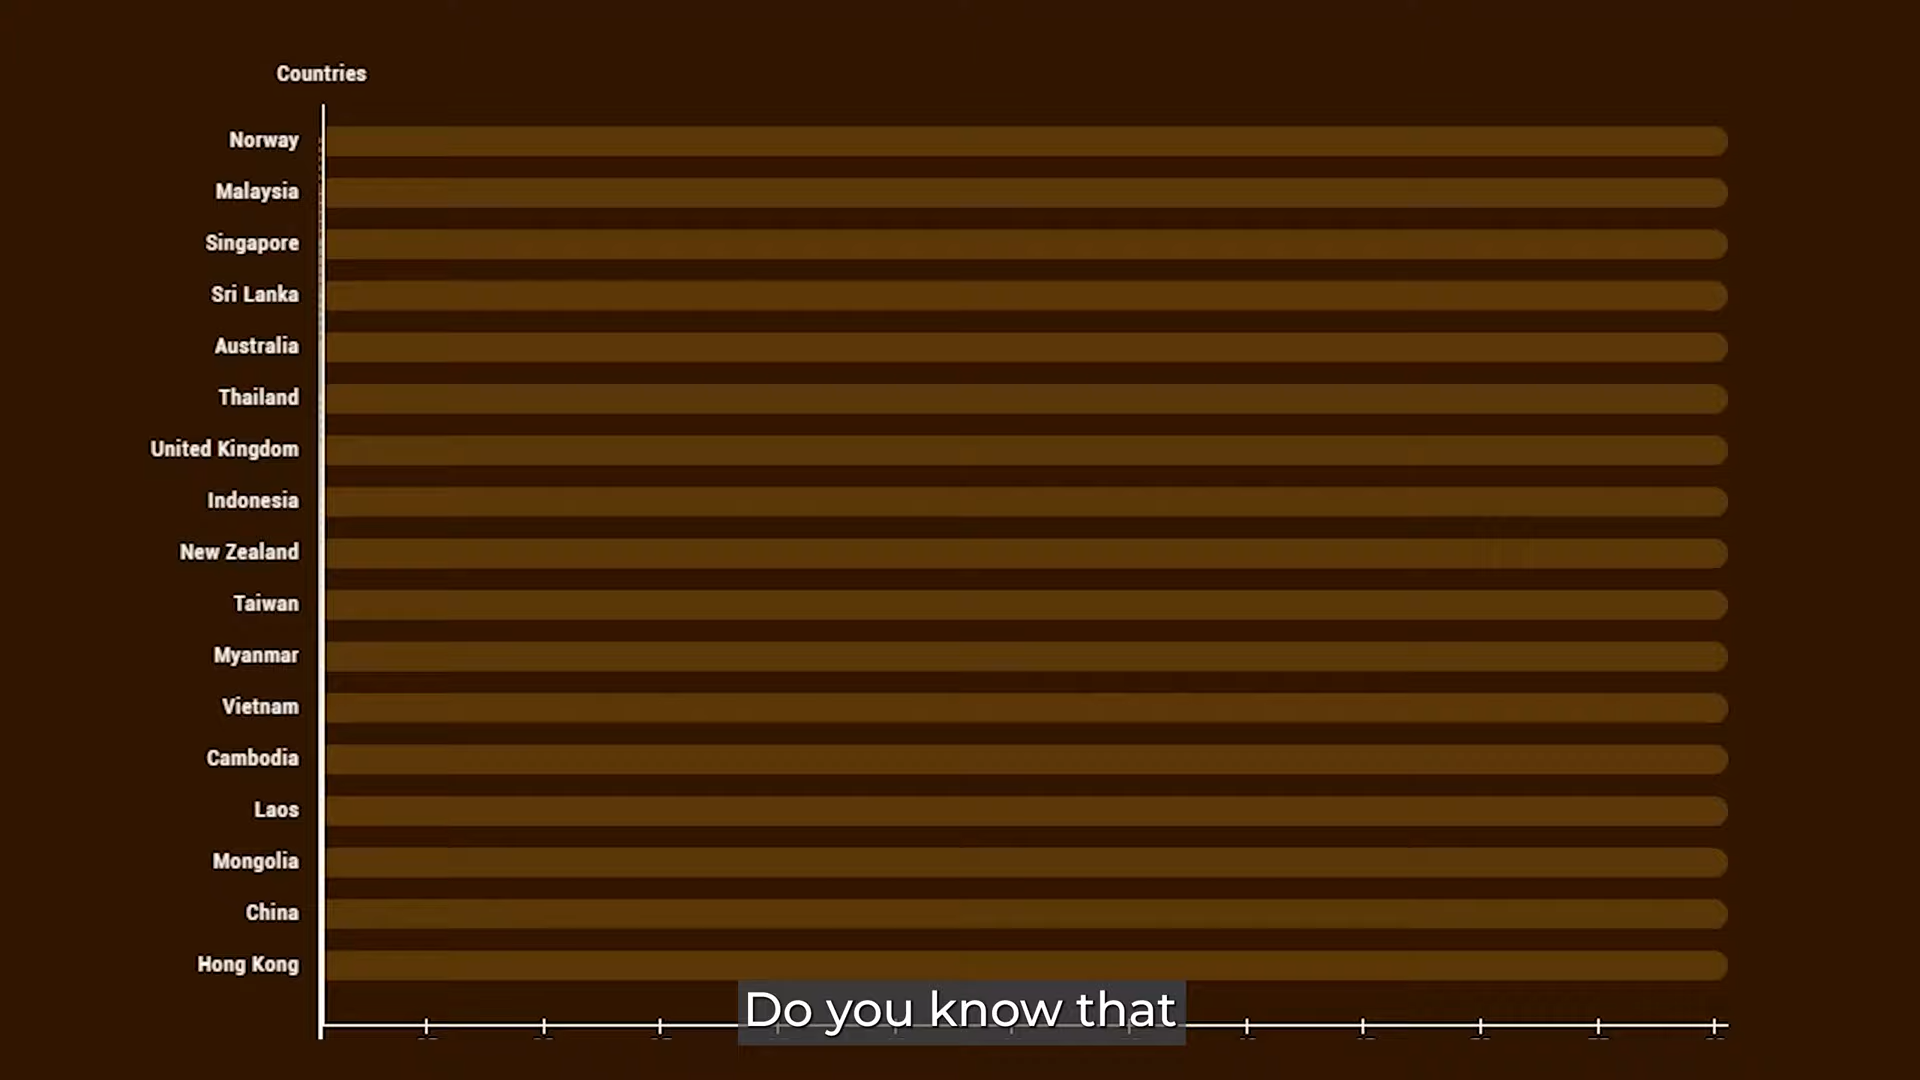 Countries
Norway
Malaysia
Singapore
Sri Lanka
Australia
Thailand
United Kingdom
Indonesia
New Zealand
Taiwan
Myanmar
Vietnam
Cambodia
Laos
Mongolia
China
Hong Kong
Do you know that